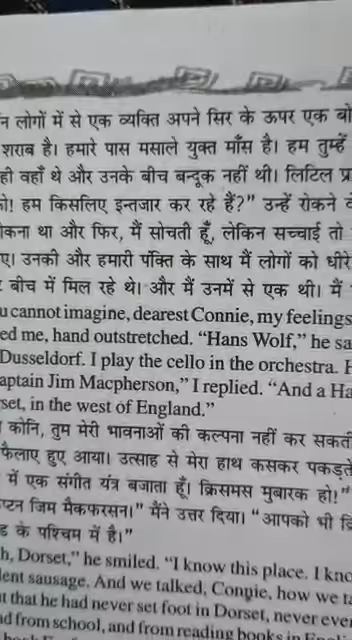 लोगों में से एक व्यक्ति अपने सिर के ऊपर एक
शराब है। हमारे पास मसाले युक्त माँस है। हम तुम्हें
ही वहाँ थे और उनके बीच बन्दूक नहीं थी। लिटिल
हम किसलिए इन्तजार कर रहे हैं?” उन्हें रोकने
था और फिर, मैं सोचती हूँ, लेकिन सच्चाई तो
उनकी और हमारी पंक्ति के साथ मैं लोगों को धीरे
बीच में मिल रहे थे। और मैं उनमें से एक थी। मैं
u cannot imagine, dearest Connie, my feelings
ed me, hand outstretched. “Hans Wolf,” he sa
Dusseldorf. I play the cello in the orchestra.
aptain Jim Macpherson,” I replied. “And a Ha
set, in the west of England.”
कोनि, तुम मेरी भावनाओं की कल्पना नहीं कर सकती
फैलाए हुए आया। उत्साह से मेरा हाथ कसकर पकड़ते
में एक संगीत यंत्र बजाता हूँ। क्रिसमस मुबारक हो!”
प्टन जिम मैकफरसन।” मैंने उत्तर दिया। “आपको भी
ड के पश्चिम में है।”
h, Dorset,” he smiled. “I know this place. I kno
lent sausage. And we talked, Connie, how we ta
t that he had never set foot in Dorset, never eve
d from school, and from reading books in